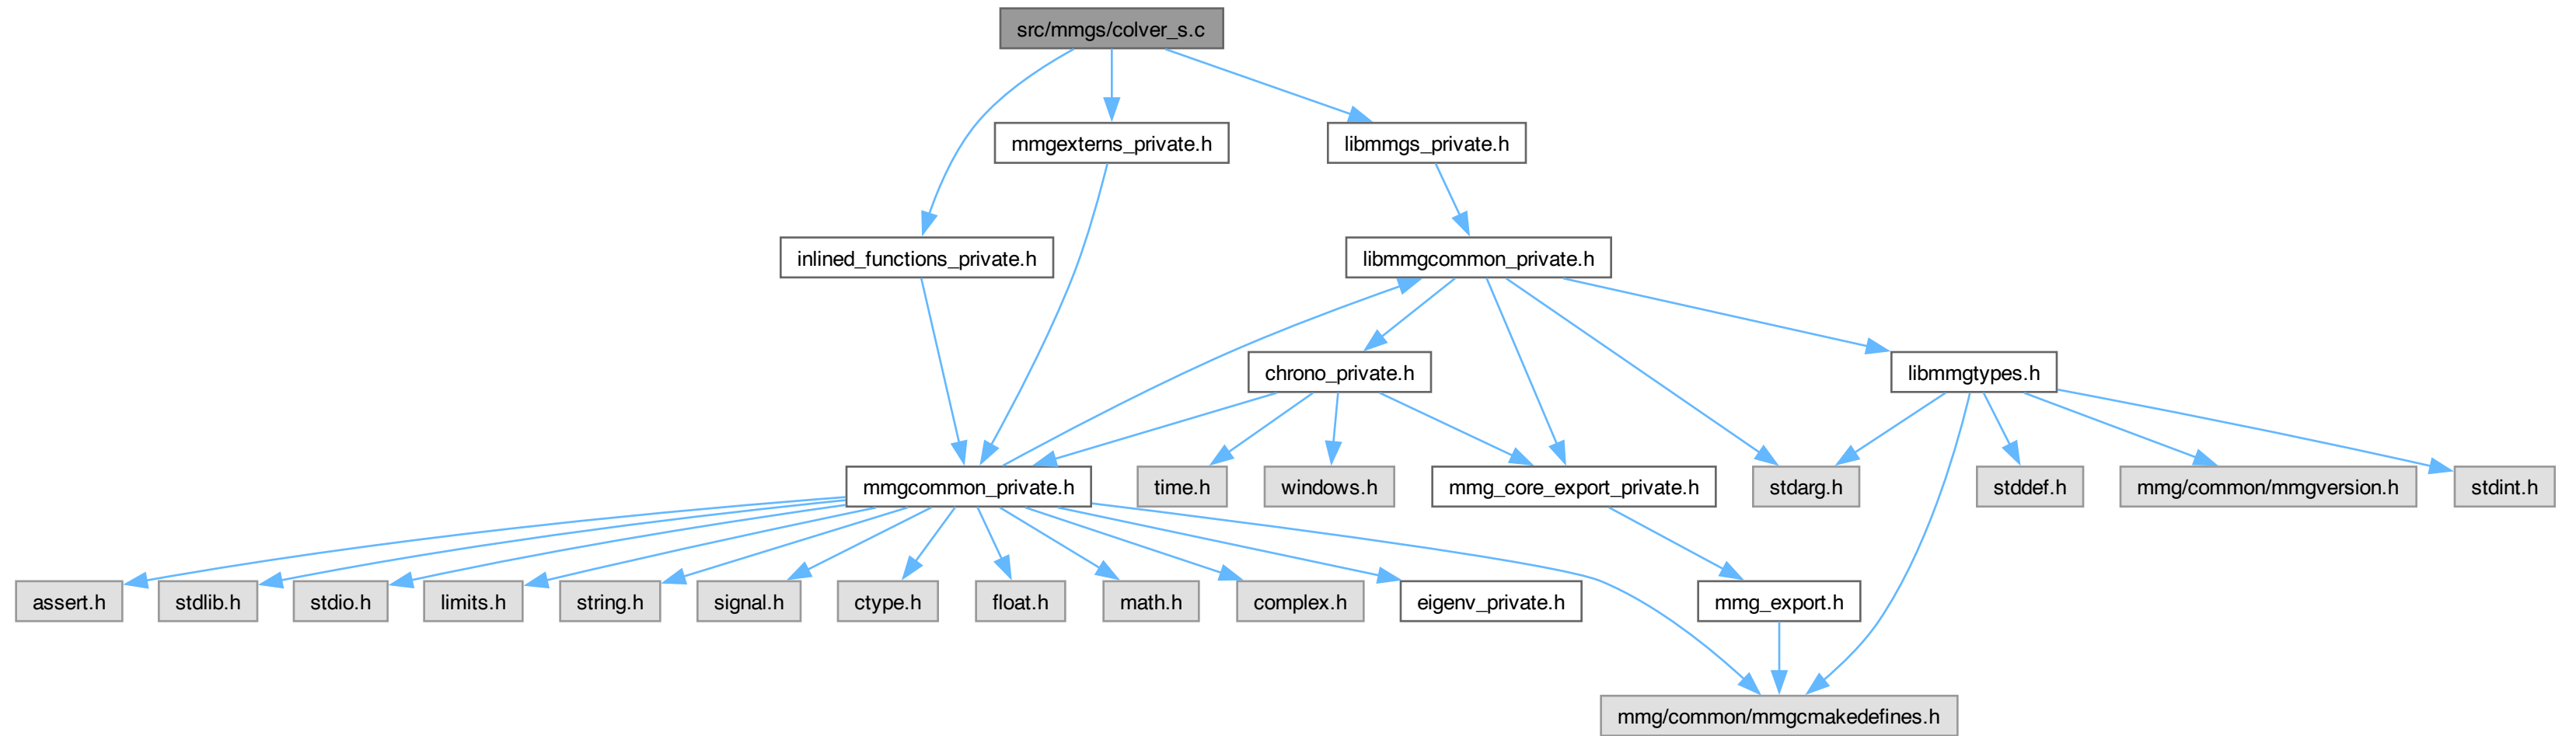 src/mmgs/colver_s.c
mmgexterns_private.h
libmmgs_private.h
inlined_functions_private.h
libmmgcommon_private.h
chrono_private.h
libmmgtypes.h
mmgcommon_private.h
time.h
windows.h
mmg_core_export_private.h
stdarg.h
stddef.h
mmg/common/mmgversion.h
stdint.h
assert.h
stdlib.h
stdio.h
limits.h
string.h
signal.h
ctype.h
float.h
math.h
complex.h
eigenv_private.h
mmg_export.h
mmg/common/mmgcmakedefines.h